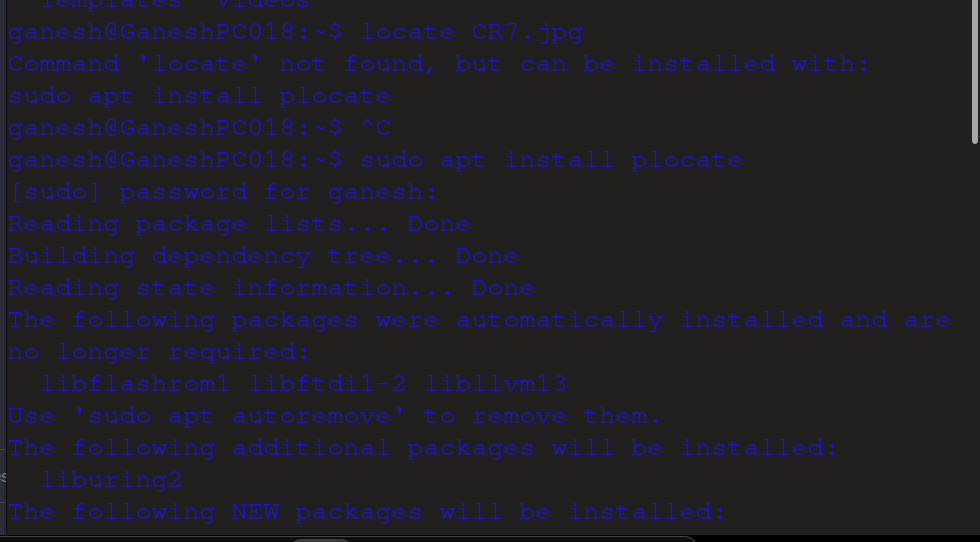 Templates  Videos
ganesh@GaneshPC018:~$ locate CR7.jpg
Command 'locate' not found, but can be installed with:
sudo apt install plocate
ganesh@GaneshPC018:~$ ^C
ganesh@GaneshPC018:~$ sudo apt install plocate
[sudo] password for ganesh:
Reading package lists... Done
Building dependency tree... Done
Reading state information... Done
The following packages were automatically installed and are
no longer required:
  libflashrom1 libftdi1-2 libllvm13
Use 'sudo apt autoremove' to remove them.
The following additional packages will be installed:
  liburing2
The following NEW packages will be installed: